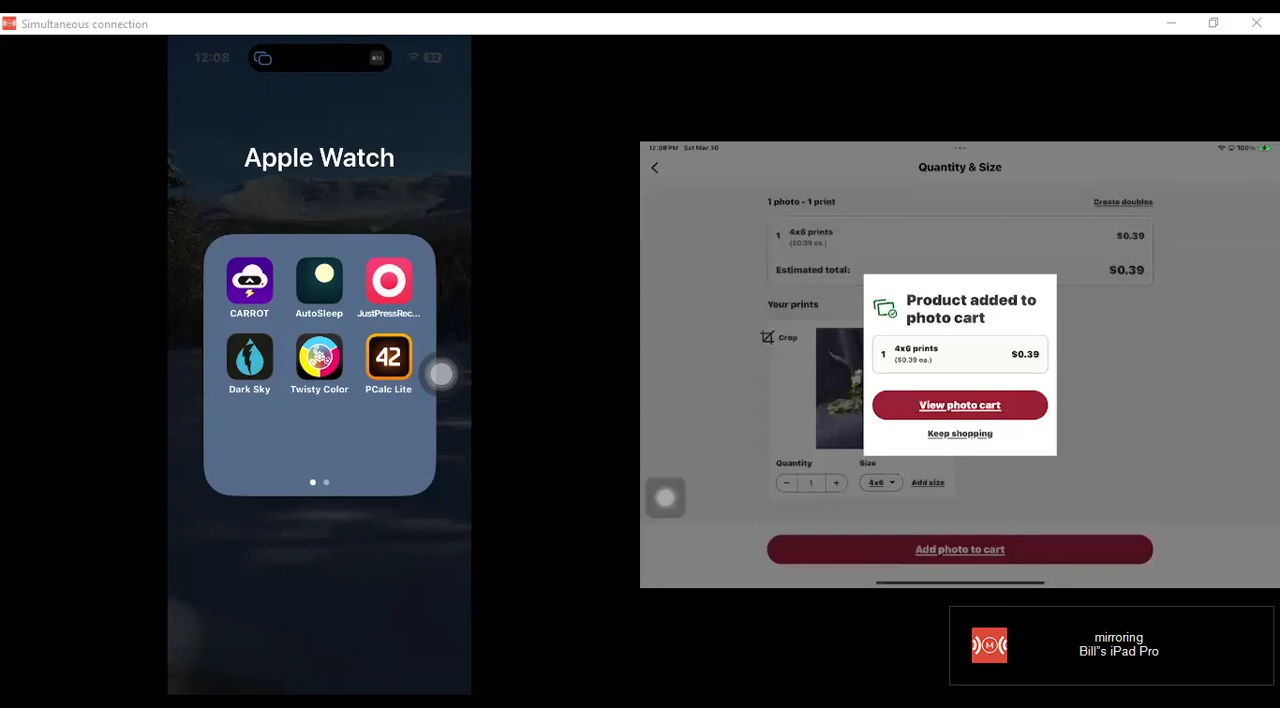 Simultaneous connection
12:08
tv
92
Apple Watch
CARROT
AutoSleep
JustPressRec...
Dark Sky
Twisty Color
42
PCalc Lite
12:08 PM Sat Mar 30
100%
Quantity & Size
1 photo - 1 print
Create doubles
1 4x6 prints $0.39
($0.39 ea.)
Estimated total: $0.39
Your prints
Crop
Product added to
photo cart
1 4x6 prints $0.39
($0.39 ea.)
View photo cart
Keep shopping
Quantity
Size
− 1 +
4x6
Add size
Add photo to cart
M
mirroring
Bill"s iPad Pro